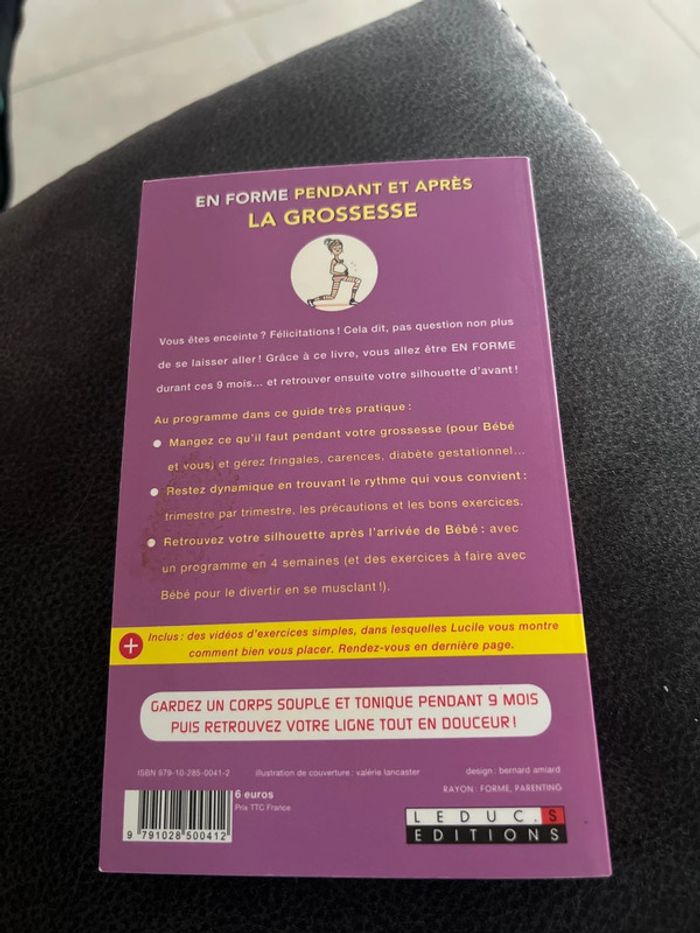 EN FORME PENDANT ET APRÈS
LA GROSSESSE
Vous êtes enceinte ? Félicitations ! Cela dit, pas question non plus
de se laisser aller ! Grâce à ce livre, vous allez être EN FORME
durant ces 9 mois... et retrouver ensuite votre silhouette d'avant !
Au programme dans ce guide très pratique :
● Mangez ce qu'il faut pendant votre grossesse (pour Bébé
et vous) et gérez fringales, carences, diabète gestationnel...
● Restez dynamique en trouvant le rythme qui vous convient :
trimestre par trimestre, les précautions et les bons exercices.
● Retrouvez votre silhouette après l'arrivée de Bébé : avec
un programme en 4 semaines (et des exercices à faire avec
Bébé pour le divertir en se musclant !).
+ Inclus : des vidéos d'exercices simples, dans lesquelles Lucile vous montre
comment bien vous placer. Rendez-vous en dernière page.
GARDEZ UN CORPS SOUPLE ET TONIQUE PENDANT 9 MOIS
PUIS RETROUVEZ VOTRE LIGNE TOUT EN DOUCEUR !
ISBN 979-10-285-0041-2 illustration de couverture : valérie lancaster design : bernard amiard
RAYON : FORME, PARENTING
6 euros
Prix TTC France
9 791028 500412
LEDUC.S
EDITIONS